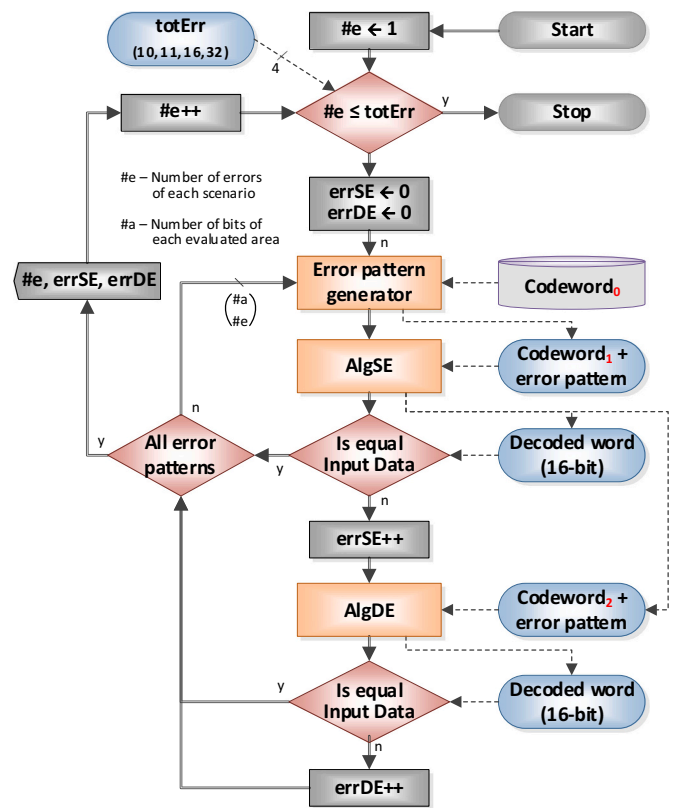 totErr
(10, 11, 16, 32)
#e ← 1
Start
4
#e++
#e ≤ totErr
y
Stop
#e – Number of errors
of each scenario
#a – Number of bits of
each evaluated area
errSE ← 0
errDE ← 0
n
#e, errSE, errDE
Error pattern
generator
Codeword0
(#a
#e)
AlgSE
Codeword1 +
error pattern
n
y
All error
patterns
y
Is equal
Input Data
Decoded word
(16-bit)
n
errSE++
AlgDE
Codeword2 +
error pattern
y
Is equal
Input Data
Decoded word
(16-bit)
n
errDE++